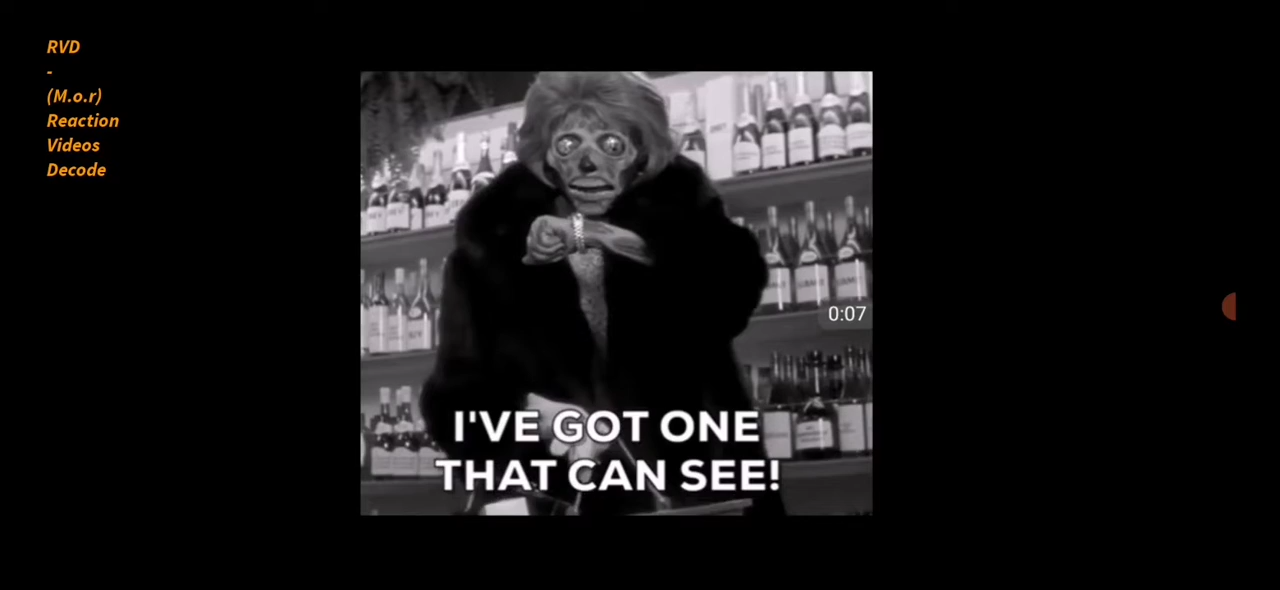 RVD
-
(M.o.r)
Reaction
Videos
Decode
0:07
I'VE GOT ONE
THAT CAN SEE!